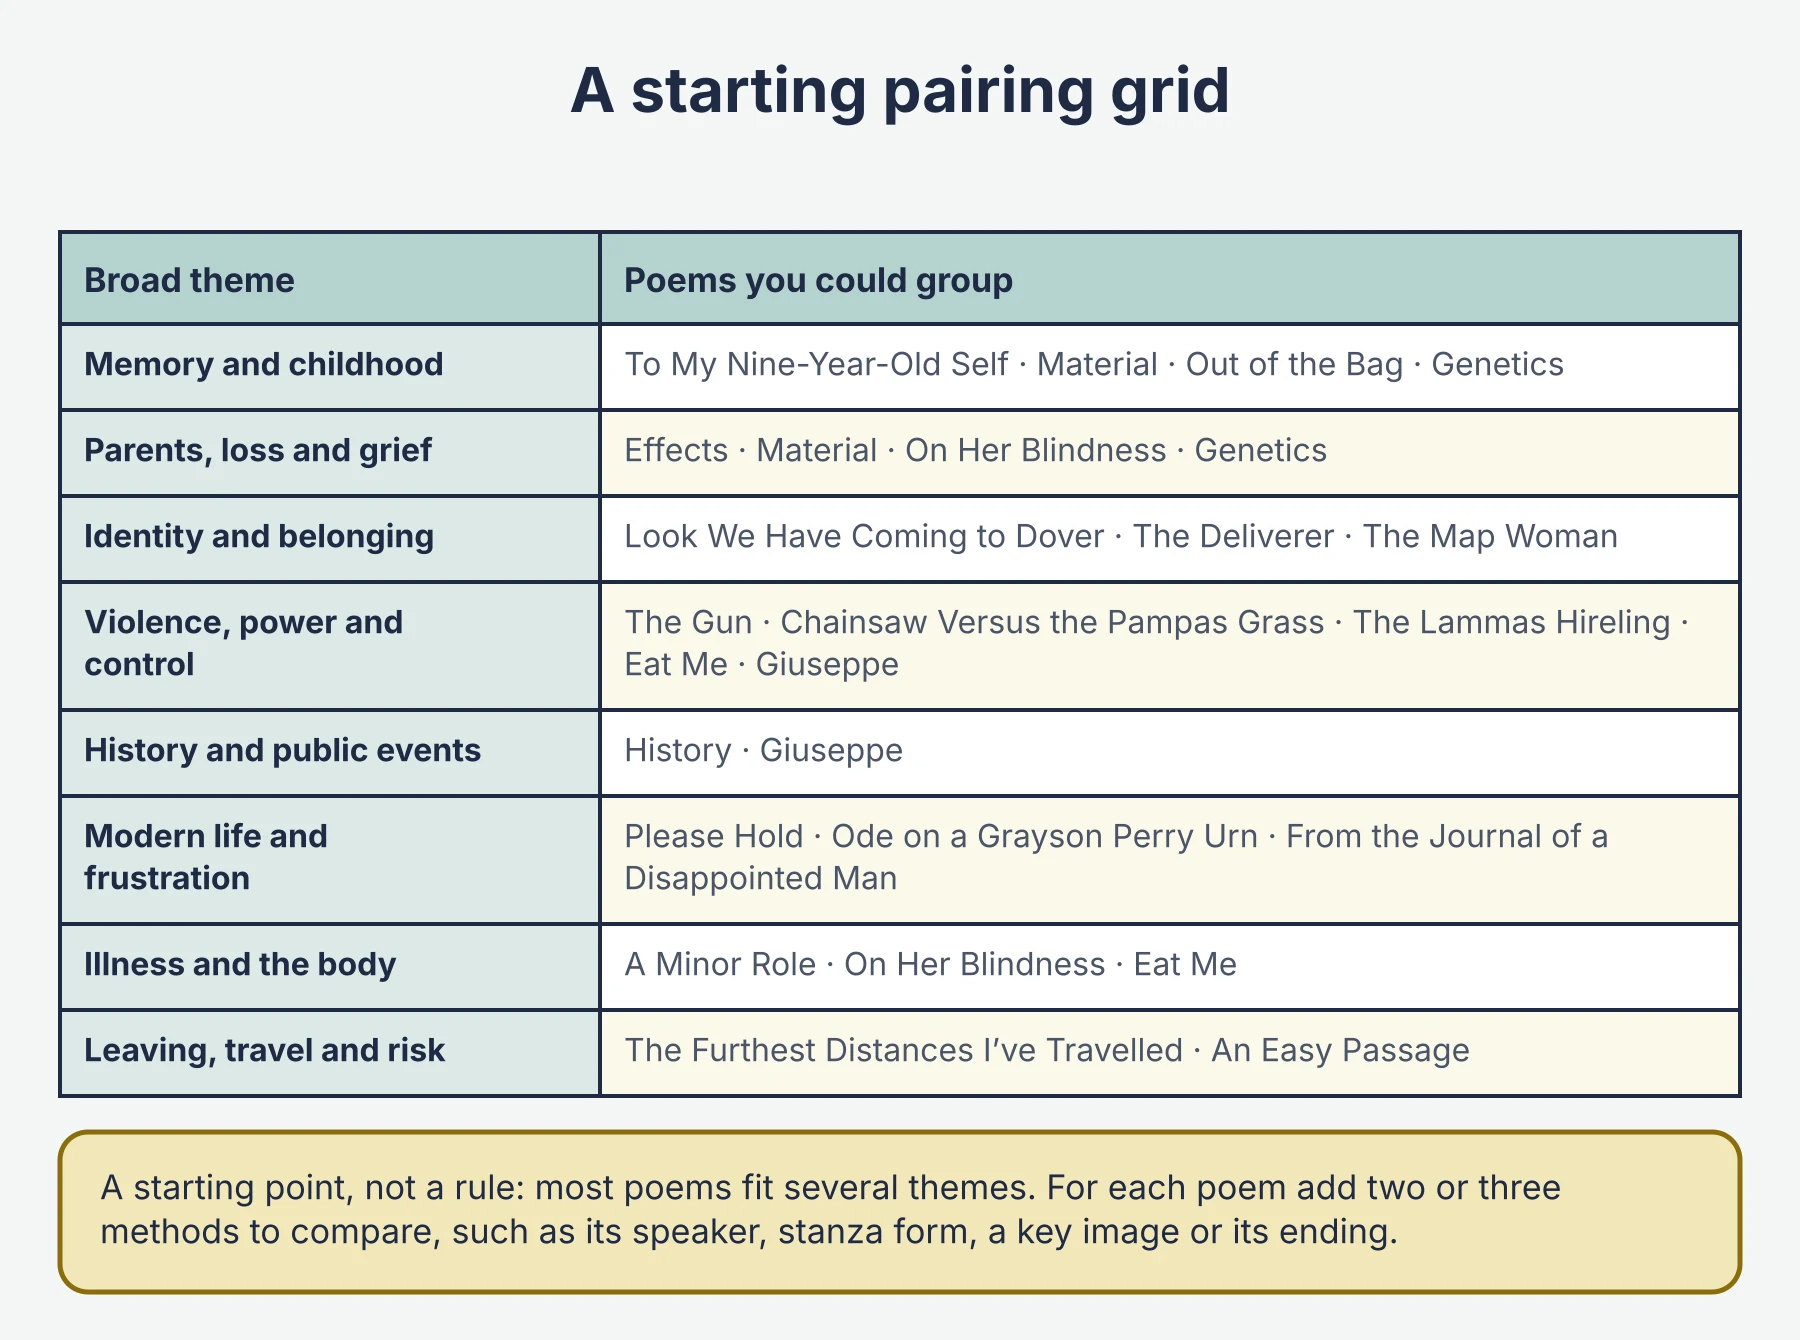 A starting pairing grid
Broad theme
Poems you could group
Memory and childhood
To My Nine-Year-Old Self · Material · Out of the Bag · Genetics
Parents, loss and grief
Effects · Material · On Her Blindness · Genetics
Identity and belonging
Look We Have Coming to Dover · The Deliverer · The Map Woman
Violence, power and
control
The Gun · Chainsaw Versus the Pampas Grass · The Lammas Hireling ·
Eat Me · Giuseppe
History and public events
History · Giuseppe
Modern life and
frustration
Please Hold · Ode on a Grayson Perry Urn · From the Journal of a
Disappointed Man
Illness and the body
A Minor Role · On Her Blindness · Eat Me
Leaving, travel and risk
The Furthest Distances I’ve Travelled · An Easy Passage
A starting point, not a rule: most poems fit several themes. For each poem add two or three
methods to compare, such as its speaker, stanza form, a key image or its ending.